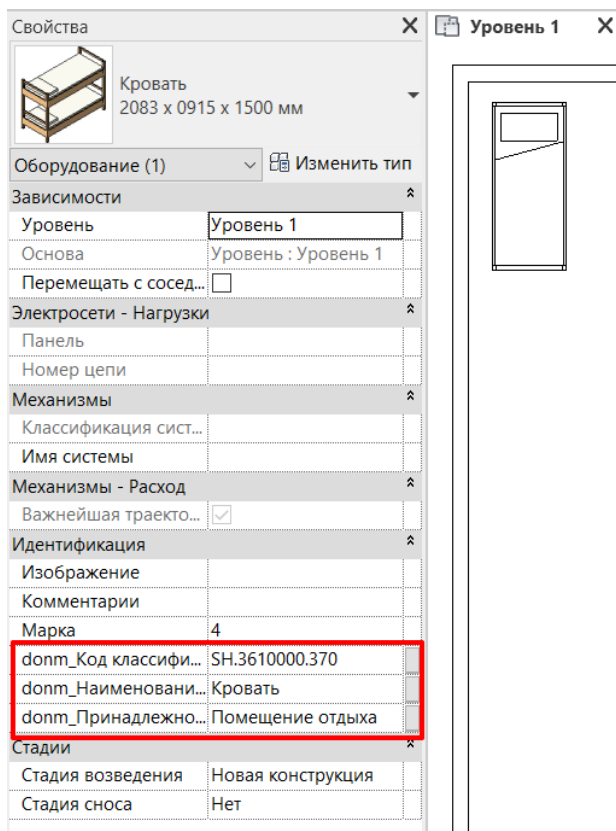 Свойства
Уровень 1
Кровать
2083 x 0915 x 1500 мм
Оборудование (1)
Изменить тип
Зависимости
Уровень Уровень 1
Основа Уровень : Уровень 1
Перемещать с сосед...
Электросети - Нагрузки
Панель
Номер цепи
Механизмы
Классификация сист...
Имя системы
Механизмы - Расход
Важнейшая траекто...
Идентификация
Изображение
Комментарии
Марка 4
donm_Код классифи... SH.3610000.370
donm_Наименовани... Кровать
donm_Принадлежно... Помещение отдыха
Стадии
Стадия возведения Новая конструкция
Стадия сноса Нет